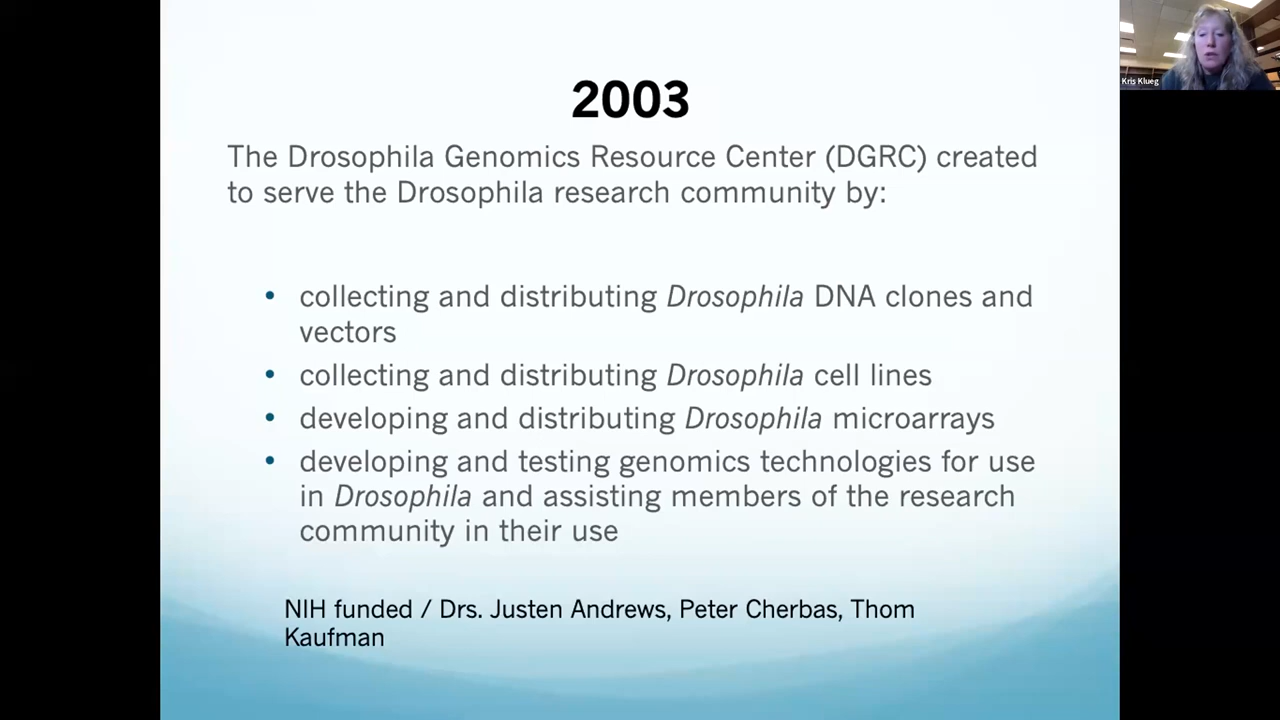 2003
The Drosophila Genomics Resource Center (DGRC) created
to serve the Drosophila research community by:
• collecting and distributing Drosophila DNA clones and
vectors
• collecting and distributing Drosophila cell lines
• developing and distributing Drosophila microarrays
• developing and testing genomics technologies for use
in Drosophila and assisting members of the research
community in their use
NIH funded / Drs. Justen Andrews, Peter Cherbas, Thom
Kaufman
Kris Klueg